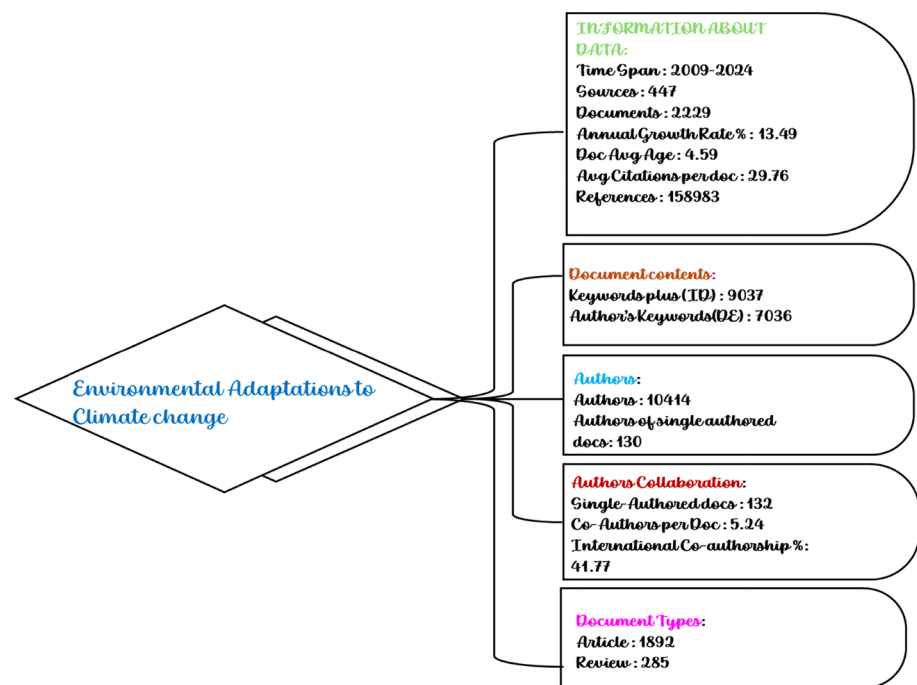 Environmental Adaptations to
Climate change
INFORMATION ABOUT
DATA:
Time Span : 2009-2024
Sources : 447
Documents : 2229
Annual Growth Rate % : 13.49
Doc Avg Age : 4.59
Avg Citations per doc : 29.76
References : 158983
Document contents:
Keywords plus (ID) : 9037
Author's Keywords(DE) : 7036
Authors:
Authors : 10414
Authors of single authored
docs: 130
Authors Collaboration:
Single-Authored docs : 132
Co-Authors per Doc : 5.24
International Co-authorship %:
41.77
Document Types:
Article : 1892
Review : 285